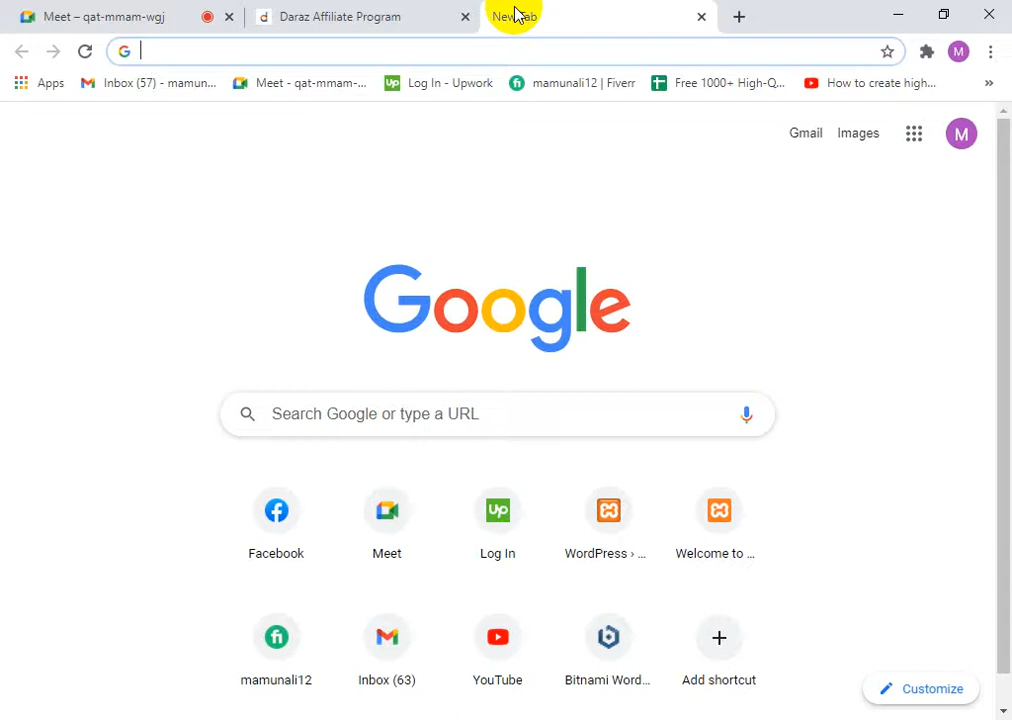 Meet – qat-mmam-wgj
Daraz Affiliate Program
New Tab
Apps
Inbox (57) - mamun...
Meet - qat-mmam-...
Log In - Upwork
mamunali12 | Fiverr
Free 1000+ High-Q...
How to create high...
M
Gmail
Images
M
Google
Search Google or type a URL
Facebook
Meet
Log In
WordPress › ...
Welcome to ...
mamunali12
Inbox (63)
YouTube
Bitnami Word...
Add shortcut
Customize